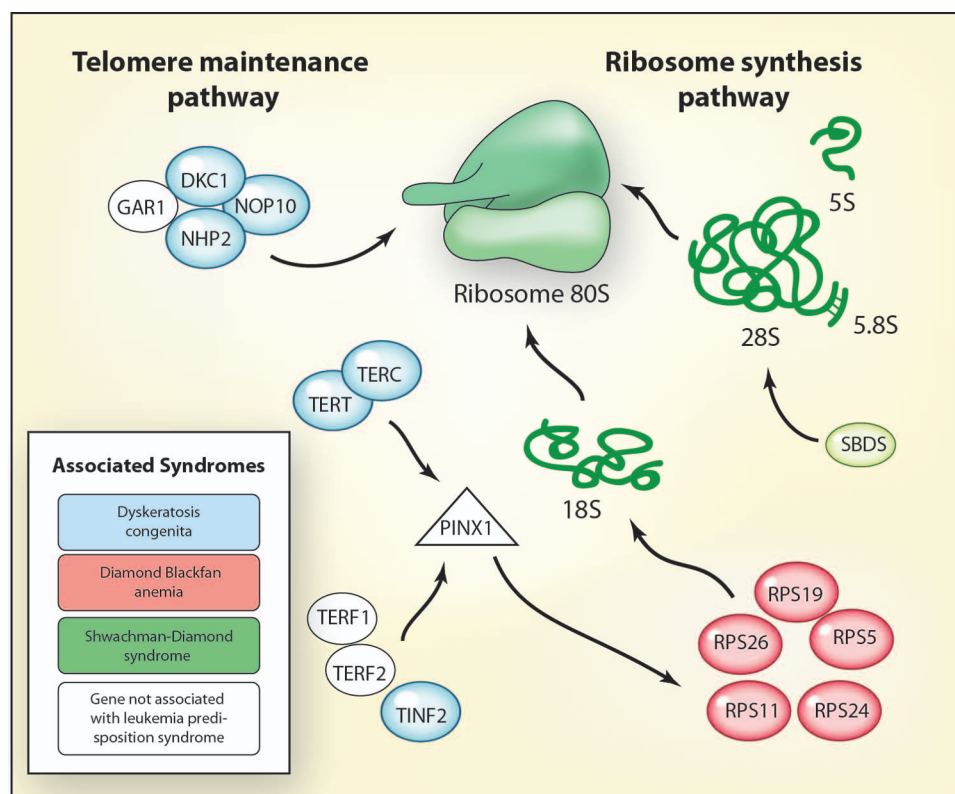 Telomere maintenance
pathway
Ribosome synthesis
pathway
DKC1
GAR1
NOP10
NHP2
5S
Ribosome 80S
28S
5.8S
TERC
TERT
SBDS
18S
PINX1
Associated Syndromes
Dyskeratosis
congenita
Diamond Blackfan
anemia
Shwachman-Diamond
syndrome
Gene not associated
with leukemia predi-
sposition syndrome
TERF1
TERF2
TINF2
RPS19
RPS26
RPS5
RPS11
RPS24